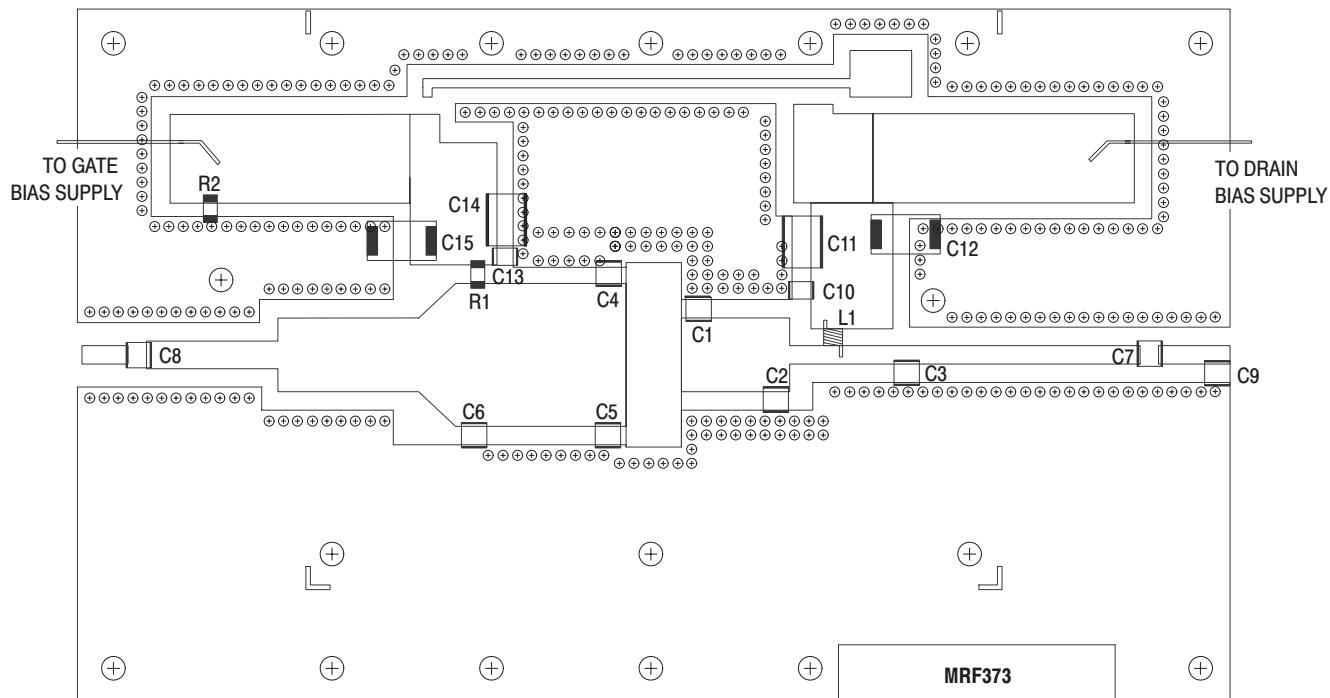 TO GATE
BIAS SUPPLY
TO DRAIN
BIAS SUPPLY
R2
C14
C15
C13
R1
C4
C11
C12
C10
C1
L1
C8
C7
C2
C3
C9
C6
C5
MRF373